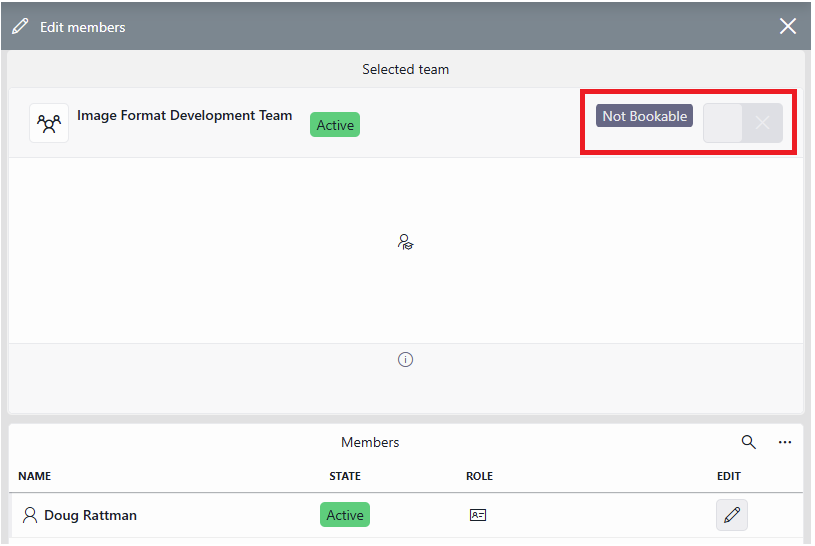 Edit members
Selected team
Image Format Development Team
Active
Not Bookable
Members
NAME STATE ROLE EDIT
Doug Rattman Active